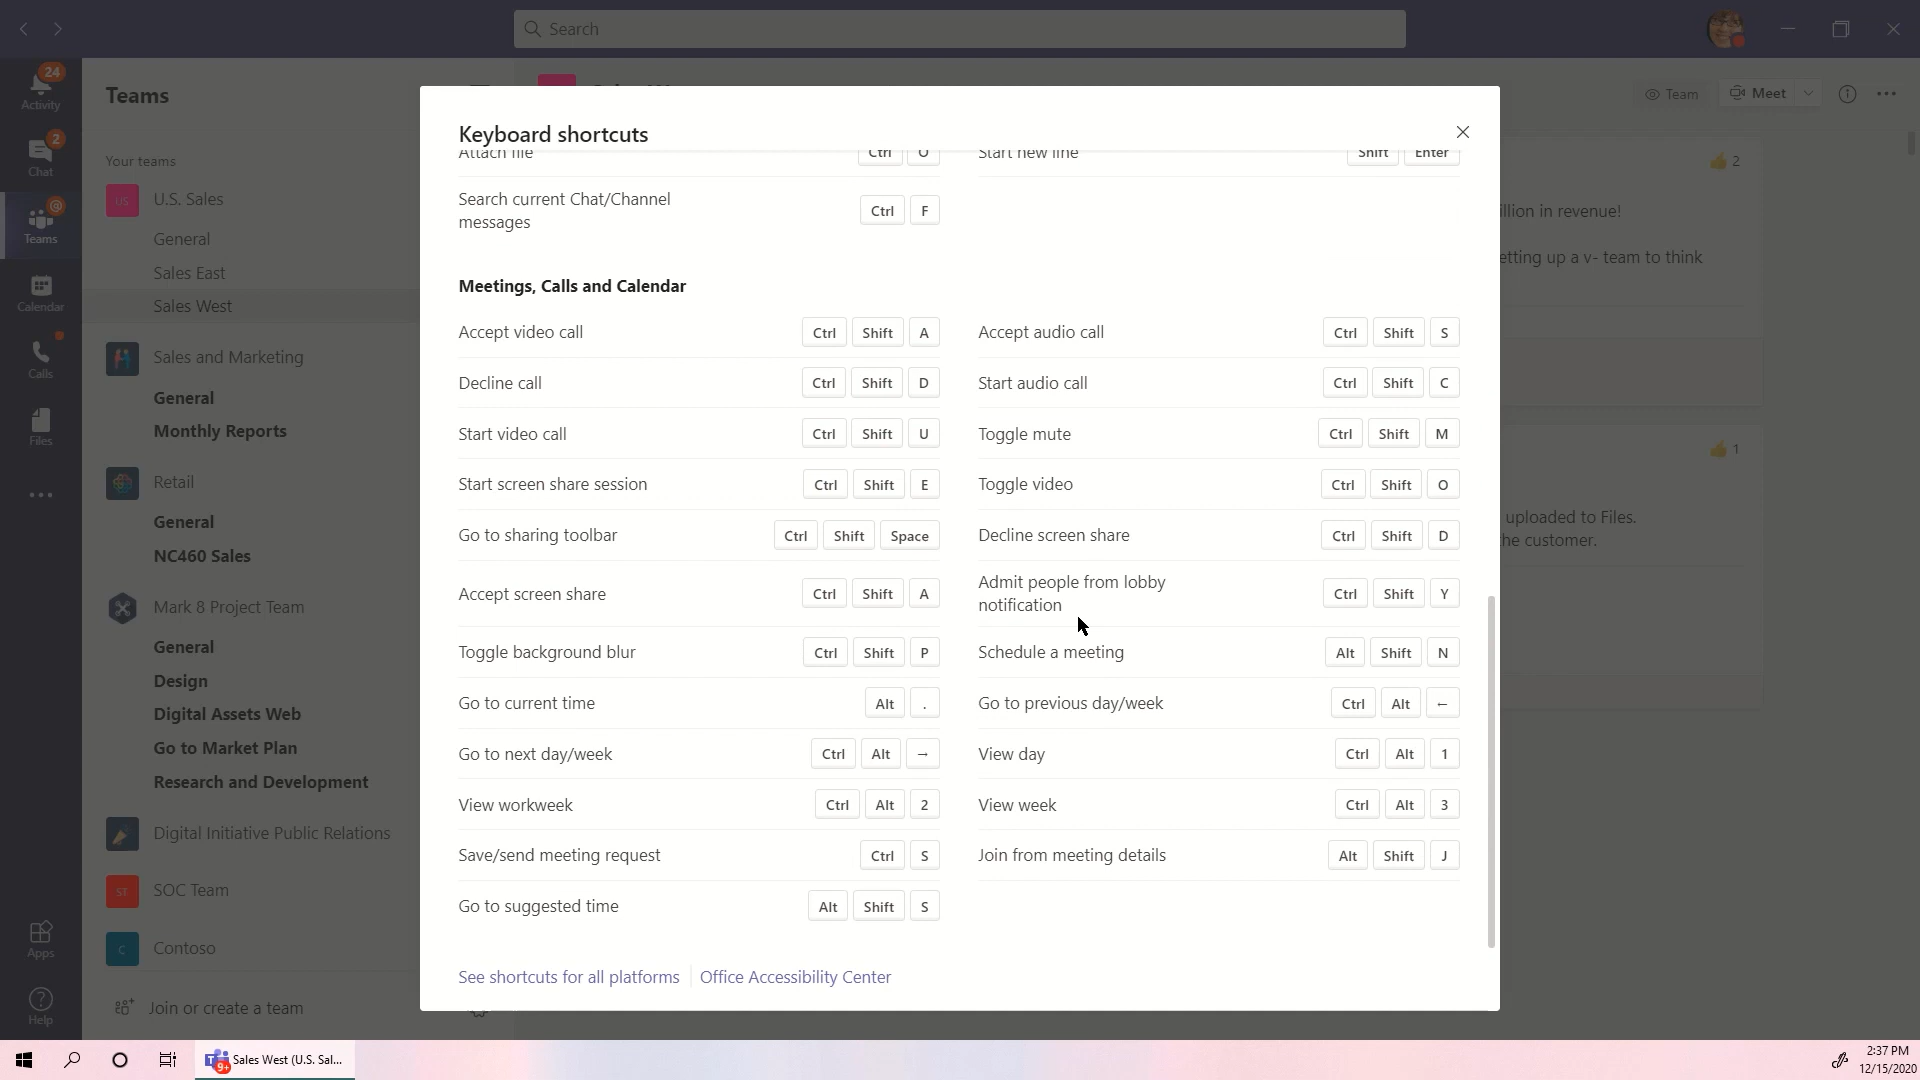 Search
24
Activity
2
Chat
@
Teams
Calendar
Calls
Files
Apps
Help
Teams
Your teams
US
U.S. Sales
General
Sales East
Sales West
Sales and Marketing
General
Monthly Reports
Retail
General
NC460 Sales
Mark 8 Project Team
General
Design
Digital Assets Web
Go to Market Plan
Research and Development
Digital Initiative Public Relations
ST
SOC Team
C
Contoso
Join or create a team
Team
Meet
2
illion in revenue!
etting up a v- team to think
1
uploaded to Files.
he customer.
Keyboard shortcuts
Attach file Ctrl O
Start new line Shift Enter
Search current Chat/Channel
messages
Ctrl F
Meetings, Calls and Calendar
Accept video call Ctrl Shift A
Accept audio call Ctrl Shift S
Decline call Ctrl Shift D
Start audio call Ctrl Shift C
Start video call Ctrl Shift U
Toggle mute Ctrl Shift M
Start screen share session Ctrl Shift E
Toggle video Ctrl Shift O
Go to sharing toolbar Ctrl Shift Space
Decline screen share Ctrl Shift D
Accept screen share Ctrl Shift A
Admit people from lobby
notification
Ctrl Shift Y
Toggle background blur Ctrl Shift P
Schedule a meeting Alt Shift N
Go to current time Alt .
Go to previous day/week Ctrl Alt ←
Go to next day/week Ctrl Alt →
View day Ctrl Alt 1
View workweek Ctrl Alt 2
View week Ctrl Alt 3
Save/send meeting request Ctrl S
Join from meeting details Alt Shift J
Go to suggested time Alt Shift S
See shortcuts for all platforms
Office Accessibility Center
9+
Sales West (U.S. Sal...
2:37 PM
12/15/2020